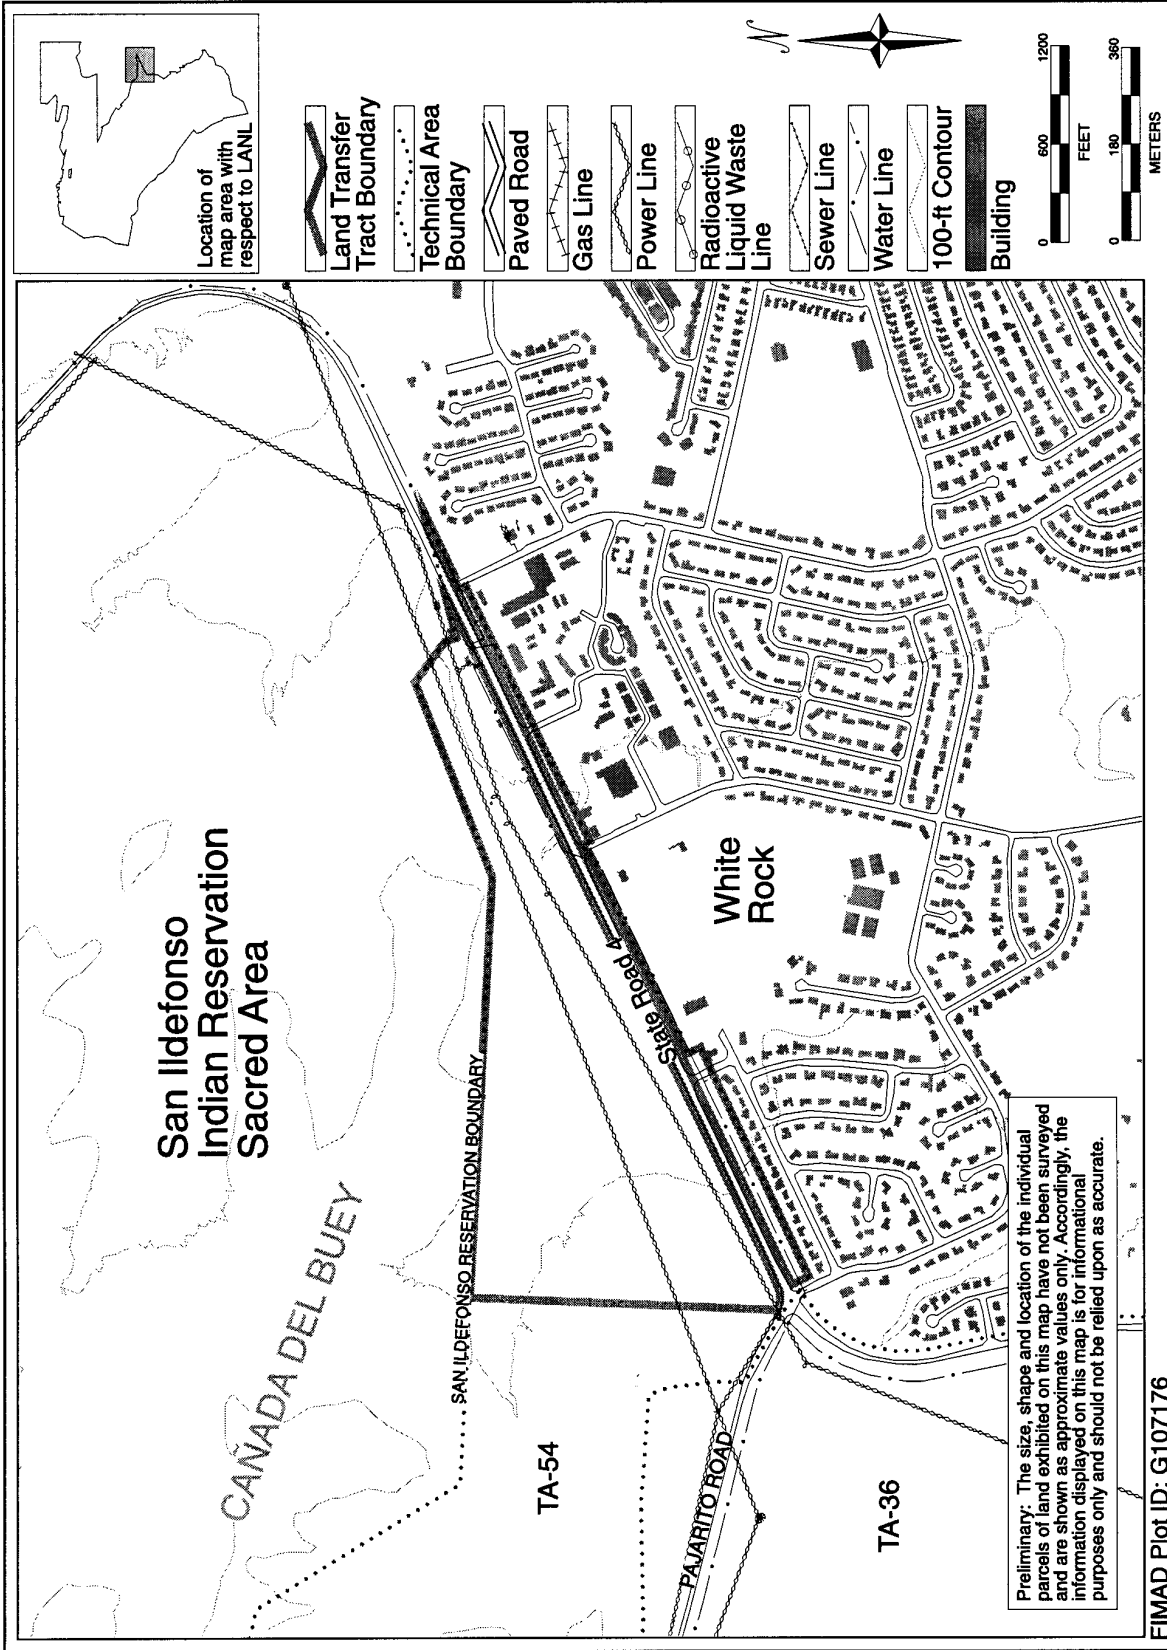 Location of
map area with
respect to LANL
Land Transfer
Tract Boundary
Technical Area
Boundary
Paved Road
Gas Line
Power Line
Radioactive
Liquid Waste
Line
Sewer Line
Water Line
100-ft Contour
Building
N
0 600 1200
FEET
0 180 360
METERS
San Ildefonso
Indian Reservation
Sacred Area
CAÑADA DEL BUEY
SAN ILDEFONSO RESERVATION BOUNDARY
State Road 4
White
Rock
TA-54
PAJARITO ROAD
TA-36
Preliminary: The size, shape and location of the individual
parcels of land exhibited on this map have not been surveyed
and are shown as approximate values only. Accordingly, the
information displayed on this map is for informational
purposes only and should not be relied upon as accurate.
FIMAD Plot ID: G107176